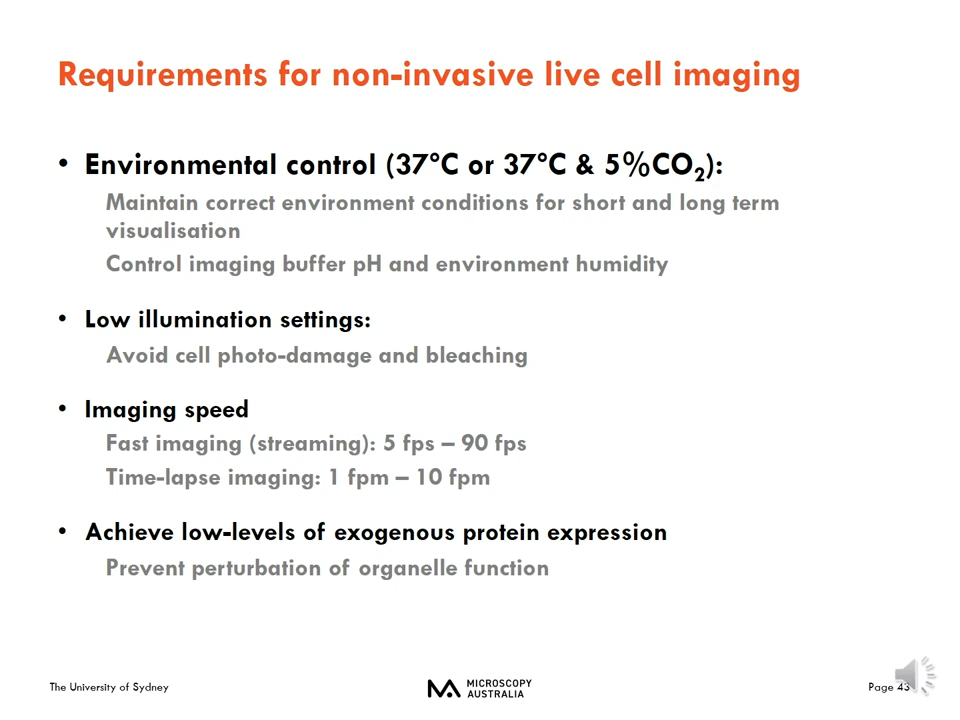 Requirements for non-invasive live cell imaging
• Environmental control (37°C or 37°C & 5%CO₂):
Maintain correct environment conditions for short and long term
visualisation
Control imaging buffer pH and environment humidity
• Low illumination settings:
Avoid cell photo-damage and bleaching
• Imaging speed
Fast imaging (streaming): 5 fps – 90 fps
Time-lapse imaging: 1 fpm – 10 fpm
• Achieve low-levels of exogenous protein expression
Prevent perturbation of organelle function
The University of Sydney
MICROSCOPY
AUSTRALIA
Page 43